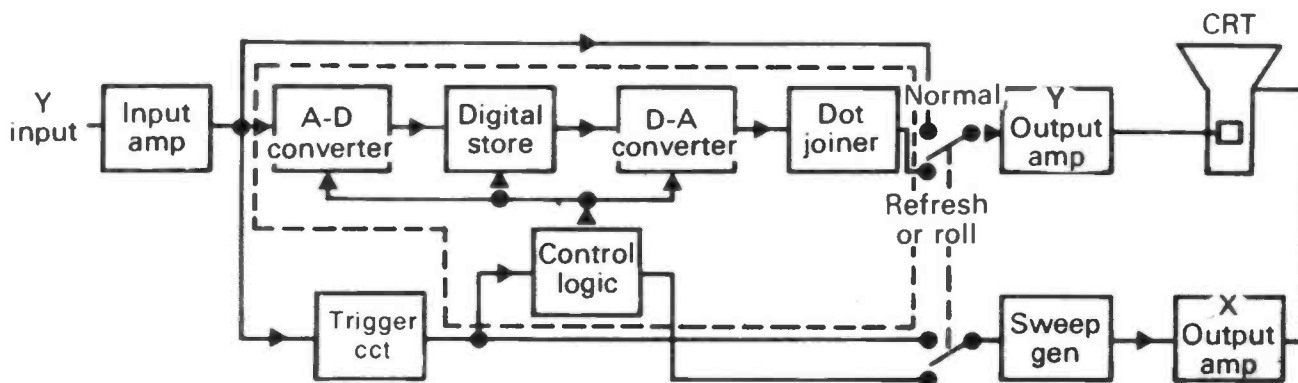 CRT
Y
input
Input
amp
A-D
converter
Digital
store
D-A
converter
Dot
joiner
Normal
Y
Output
amp
Refresh
or roll
Control
logic
Trigger
cct
Sweep
gen
X
Output
amp